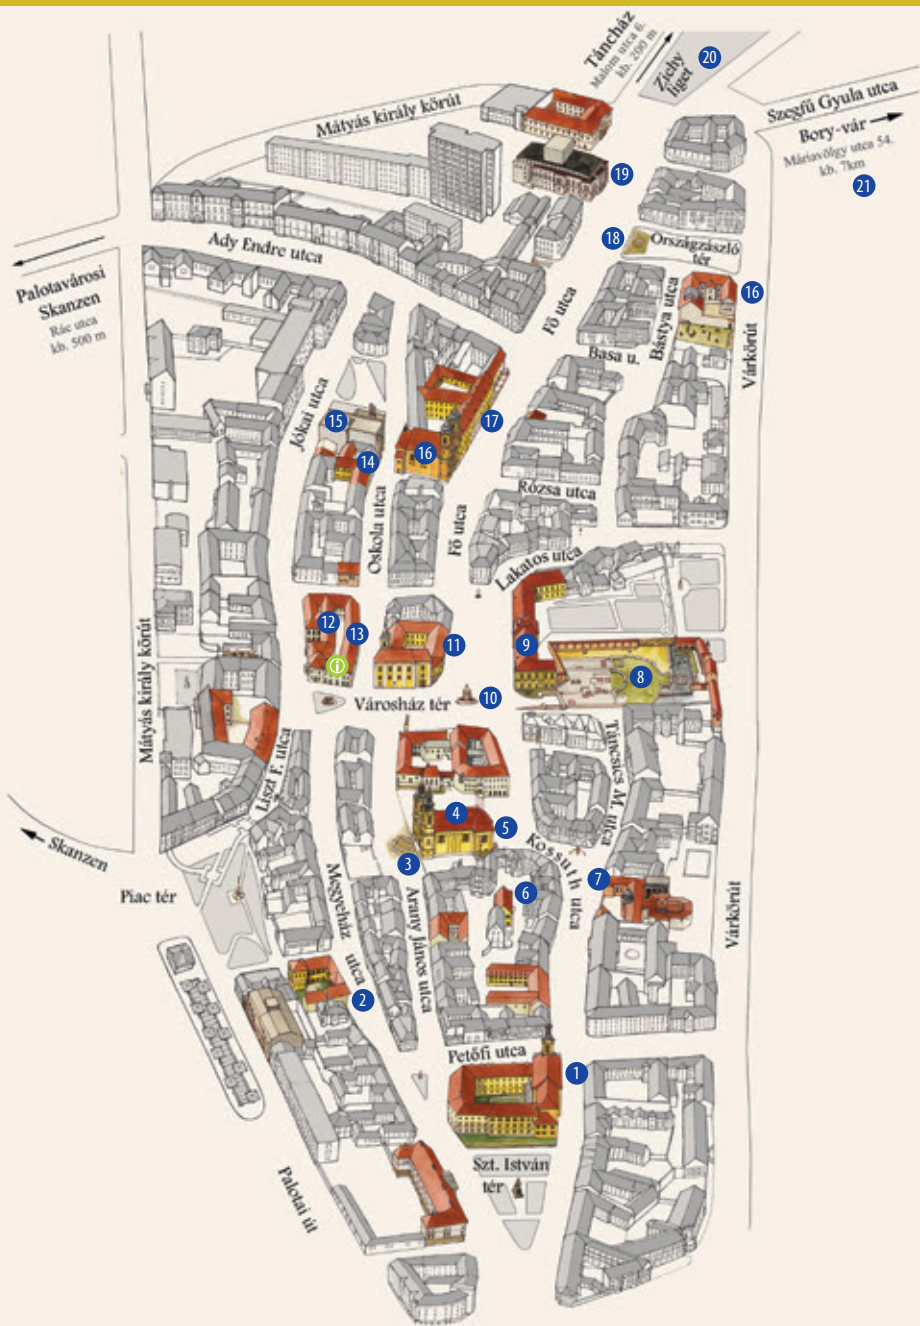 Táncház
Malom utca 6.
kb. 200 m
Zichy
liget
20
Szegfű Gyula utca
Bory-vár
Máriavölgy utca 54.
kb. 7km
21
Mátyás király körút
19
18
Országzászló
tér
Ady Endre utca
Palotavárosi
Skanzen
Rác utca
kb. 500 m
Fő utca
Bástya utca
16
Basa u.
Várkörút
Jókai utca
15
14
16
17
Oskola utca
Fő utca
Rózsa utca
Lakatos utca
12
13
11
9
8
i
10
Városház tér
Mátyás király körút
Liszt F. utca
Táncsics M. utca
4
5
3
Kossuth utca
Skanzen
Piac tér
Megyeház
utca
Arany János utca
6
7
Várkörút
2
Petőfi utca
1
Szt. István
tér
Palotai út